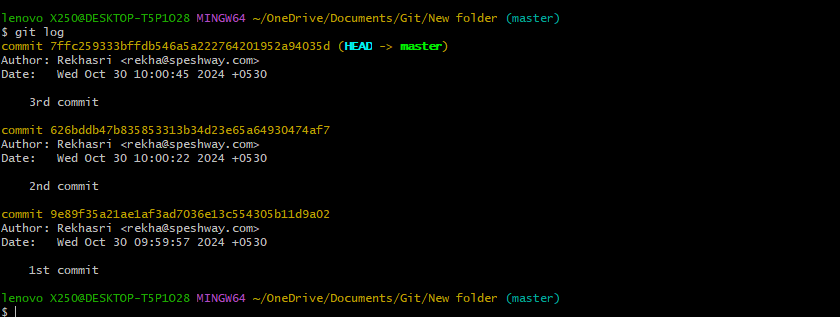 lenovo X250@DESKTOP-T5P1O28 MINGW64 ~/OneDrive/Documents/Git/New folder (master)
$ git log
commit 7ffc259333bffdb546a5a222764201952a94035d (HEAD -> master)
Author: Rekhasri <rekha@speshway.com>
Date:   Wed Oct 30 10:00:45 2024 +0530
    3rd commit
commit 626bddb47b835853313b34d23e65a64930474af7
Author: Rekhasri <rekha@speshway.com>
Date:   Wed Oct 30 10:00:22 2024 +0530
    2nd commit
commit 9e89f35a21ae1af3ad7036e13c554305b11d9a02
Author: Rekhasri <rekha@speshway.com>
Date:   Wed Oct 30 09:59:57 2024 +0530
    1st commit
lenovo X250@DESKTOP-T5P1O28 MINGW64 ~/OneDrive/Documents/Git/New folder (master)
$